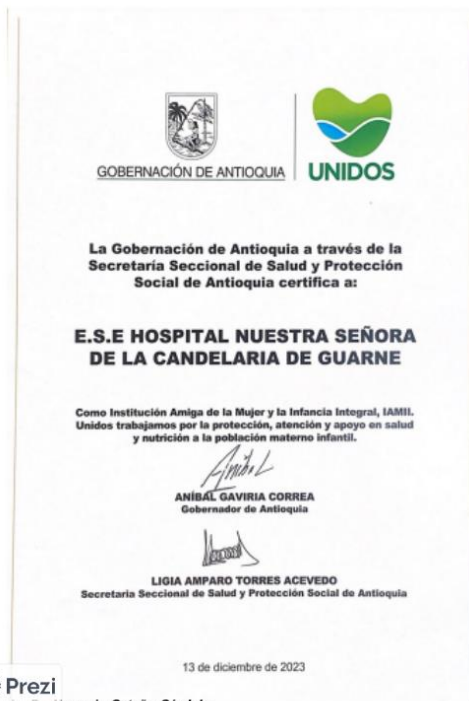 GOBERNACIÓN DE ANTIOQUIA
UNIDOS
La Gobernación de Antioquia a través de la
Secretaría Seccional de Salud y Protección
Social de Antioquia certifica a:
E.S.E HOSPITAL NUESTRA SEÑORA
DE LA CANDELARIA DE GUARNE
Como Institución Amiga de la Mujer y la Infancia Integral, IAMII.
Unidos trabajamos por la protección, atención y apoyo en salud
y nutrición a la población materno infantil.
Aníbal
ANÍBAL GAVIRIA CORREA
Gobernador de Antioquia
LIGIA AMPARO TORRES ACEVEDO
Secretaria Seccional de Salud y Protección Social de Antioquia
13 de diciembre de 2023
Prezi